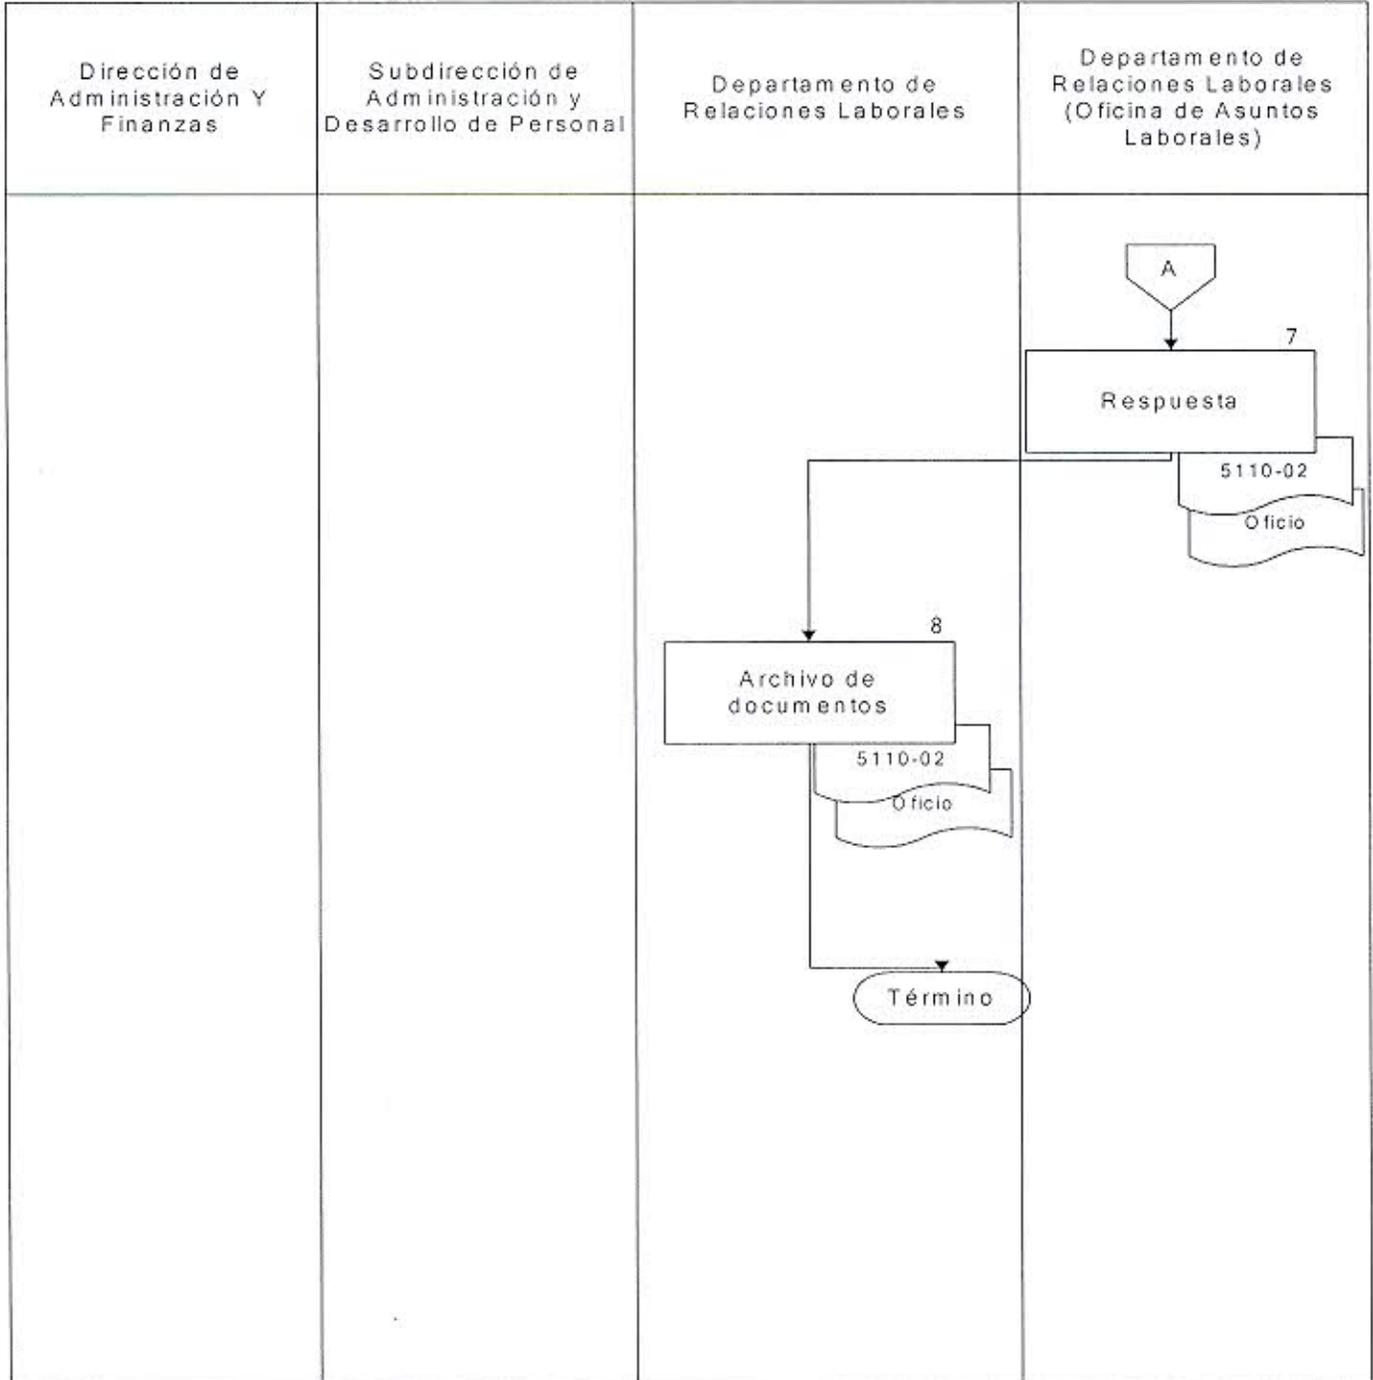 Dirección de
Administración Y
Finanzas
Subdirección de
Administración y
Desarrollo de Personal
Departamento de
Relaciones Laborales
Departamento de
Relaciones Laborales
(Oficina de Asuntos
Laborales)
A
7
Respuesta
5110-02
Oficio
8
Archivo de
documentos
5110-02
Oficio
Término